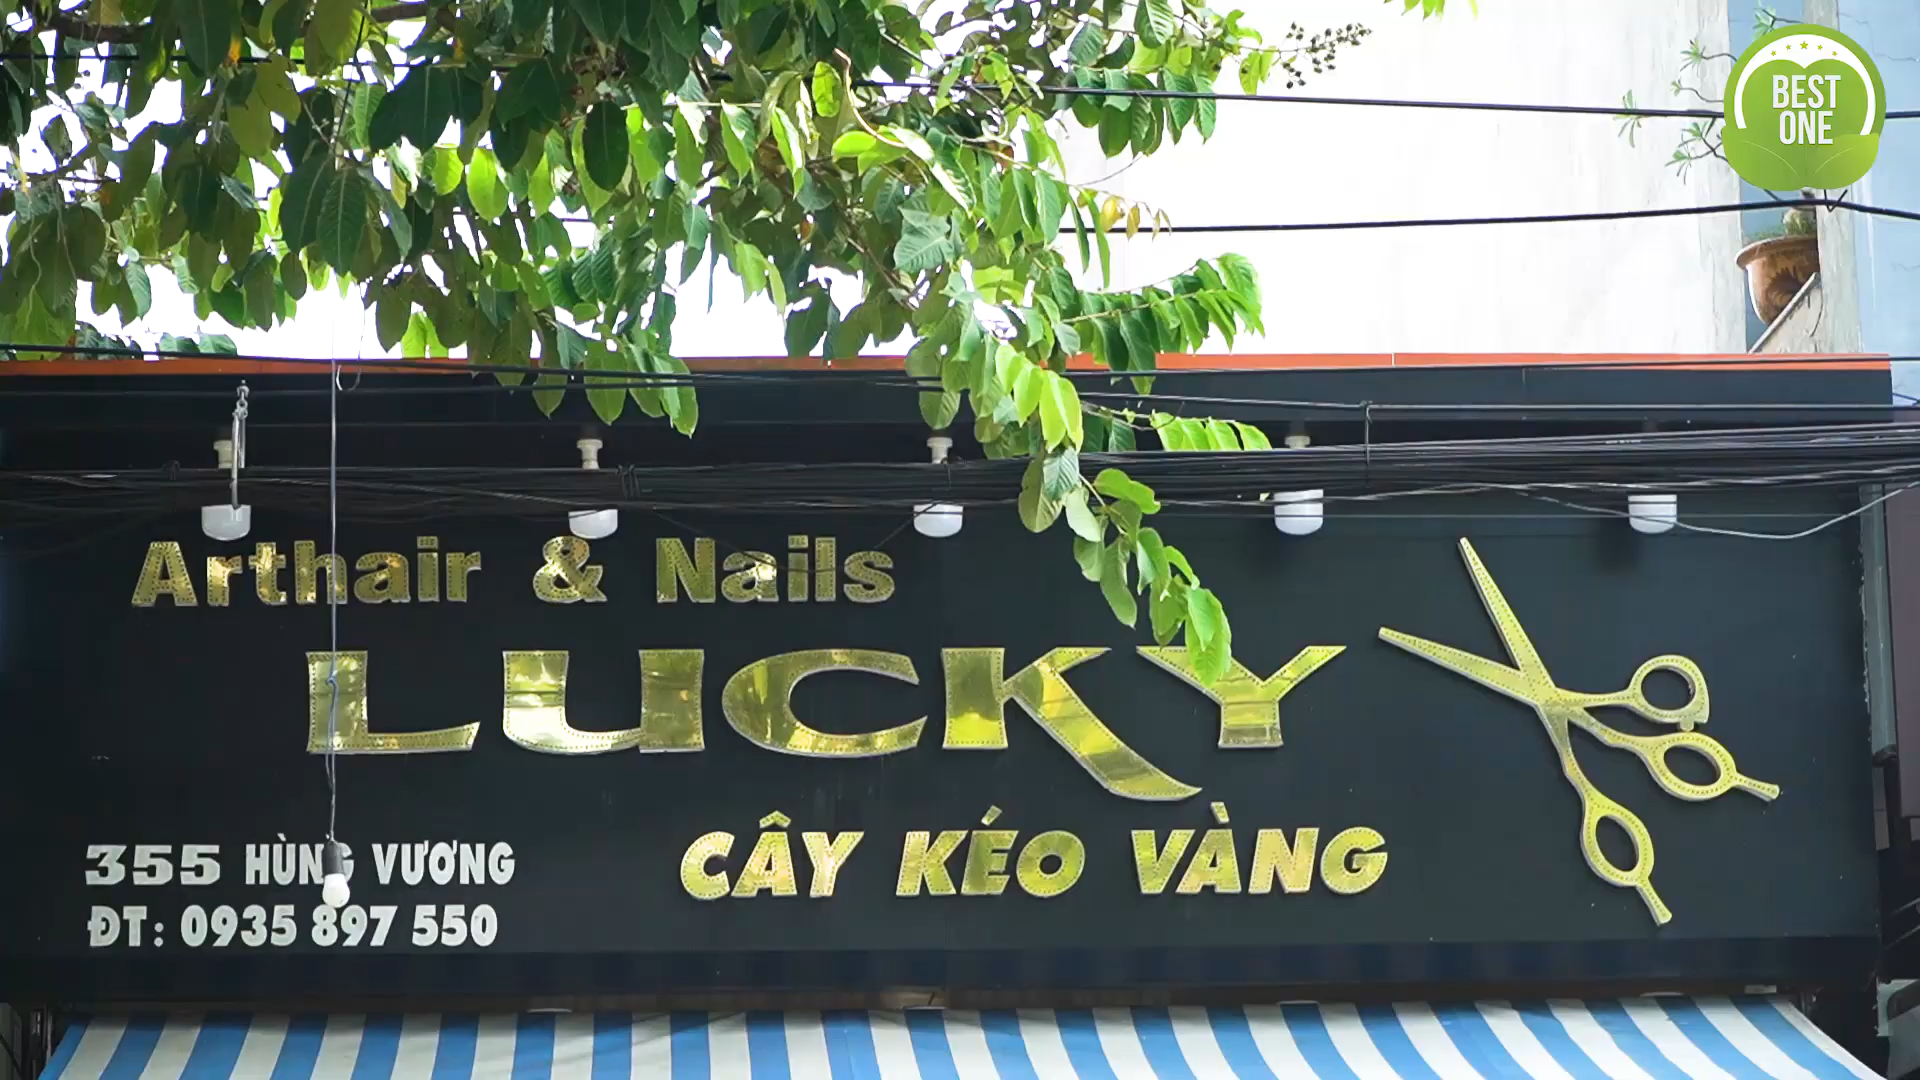 BEST
ONE
Arthair & Nails
LUCKY
CÂY KÉO VÀNG
355 HÙNG VƯƠNG
ĐT: 0935 897 550